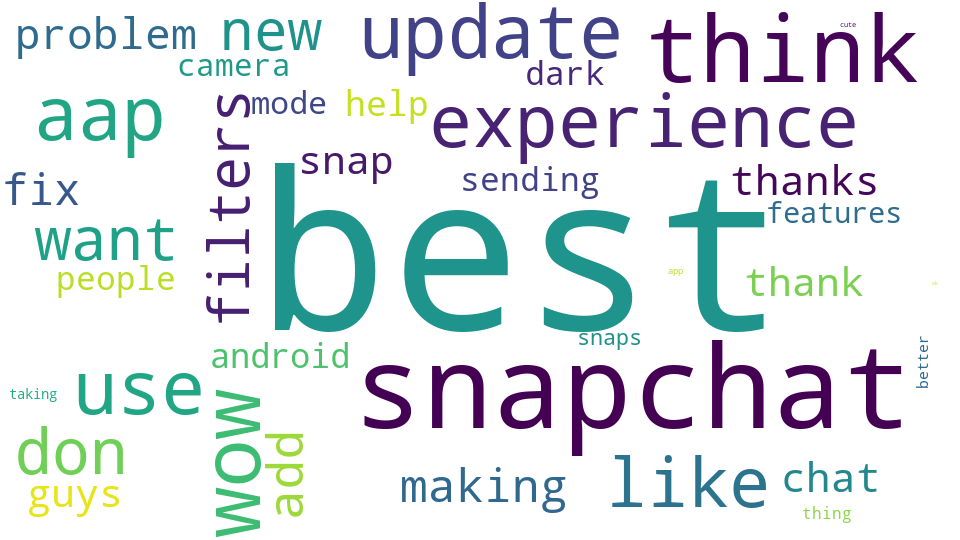 problem
new
update
think
cute
camera
dark
aap
mode
help
experience
filters
snap
fix
sending
thanks
features
want
best
people
app
thank
snaps
android
better
snapchat
taking
use
wow
don
add
guys
making
like
chat
thing